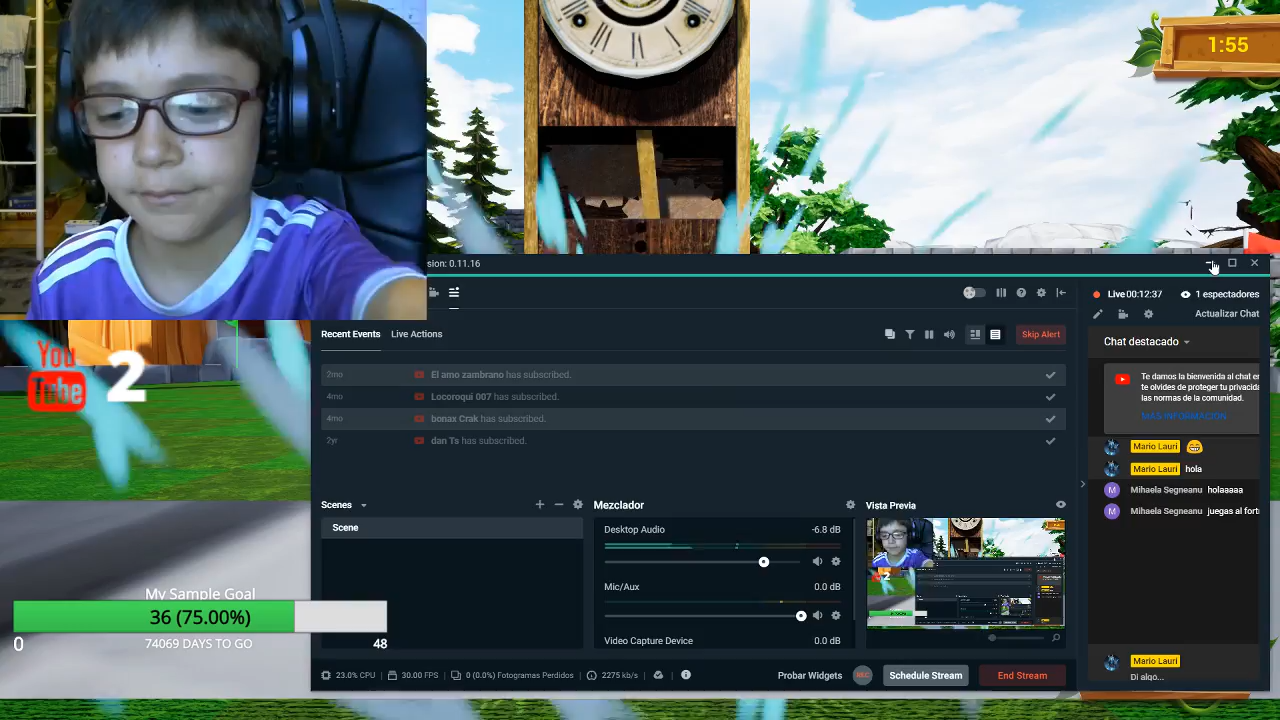 1:55
sion: 0.11.16
Live 00:12:37
1 espectadores
Actualizar Chat
Recent Events
Live Actions
Skip Alert
Chat destacado
2mo El amo zambrano has subscribed.
4mo Locoroqui 007 has subscribed.
4mo bonax Crak has subscribed.
2yr dan Ts has subscribed.
Te damos la bienvenida al chat e
te olvides de proteger tu privacida
las normas de la comunidad.
MÁS INFORMACIÓN
Mario Lauri
Mario Lauri hola
Mihaela Segneanu holaaaaa
Mihaela Segneanu juegas al fort
You
Tube 2
Scenes
Scene
Mezclador
Desktop Audio -6.8 dB
Mic/Aux 0.0 dB
Video Capture Device 0.0 dB
Vista Previa
My Sample Goal
36 (75.00%)
0 74069 DAYS TO GO 48
Mario Lauri
Di algo...
23.0% CPU
30.00 FPS
0 (0.0%) Fotogramas Perdidos
2275 kb/s
Probar Widgets
REC
Schedule Stream
End Stream